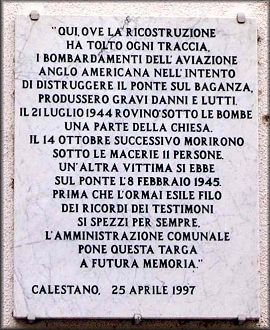 "QUI, OVE LA RICOSTRUZIONE
HA TOLTO OGNI TRACCIA,
I BOMBARDAMENTI DELL'AVIAZIONE
ANGLO AMERICANA NELL'INTENTO
DI DISTRUGGERE IL PONTE SUL BAGANZA,
PRODUSSERO GRAVI DANNI E LUTTI.
IL 21 LUGLIO 1944 ROVINO' SOTTO LE BOMBE
UNA PARTE DELLA CHIESA.
IL 14 OTTOBRE SUCCESSIVO MORIRONO
SOTTO LE MACERIE 11 PERSONE.
UN'ALTRA VITTIMA SI EBBE
SUL PONTE L'8 FEBBRAIO 1945.
PRIMA CHE L'ORMAI ESILE FILO
DEI RICORDI DEI TESTIMONI
SI SPEZZI PER SEMPRE,
L'AMMINISTRAZIONE COMUNALE
PONE QUESTA TARGA
A FUTURA MEMORIA."
CALESTANO, 25 APRILE 1997